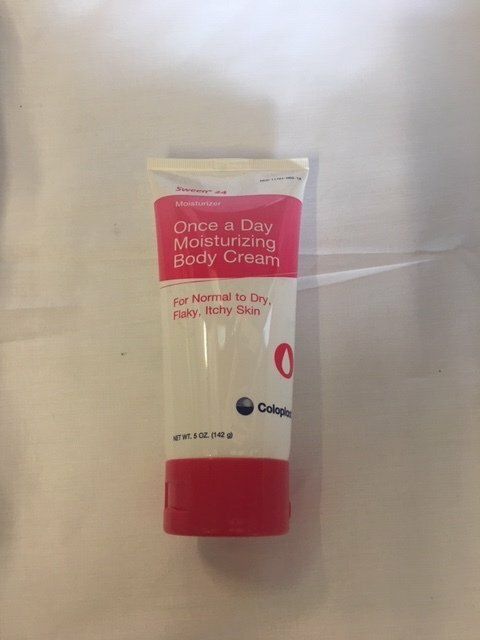 Sween® 24
Moisturizer
Once a Day
Moisturizing
Body Cream
For Normal to Dry,
Flaky, Itchy Skin
Coloplast
NET WT. 5 OZ. (142 g)